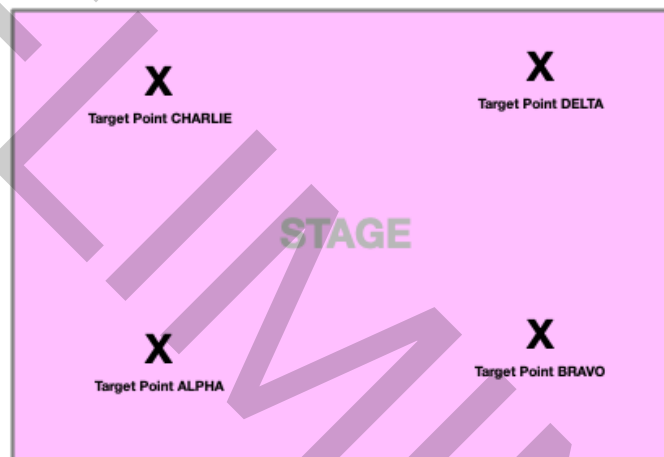 X
Target Point CHARLIE
X
Target Point DELTA
STAGE
X
Target Point ALPHA
X
Target Point BRAVO